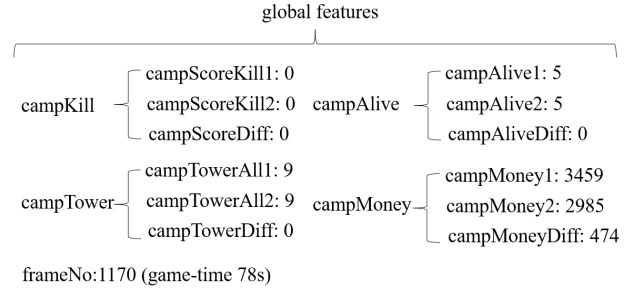 global features
campKill
campScoreKill1: 0
campScoreKill2: 0
campScoreDiff: 0
campAlive
campAlive1: 5
campAlive2: 5
campAliveDiff: 0
campTower
campTowerAll1: 9
campTowerAll2: 9
campTowerDiff: 0
campMoney
campMoney1: 3459
campMoney2: 2985
campMoneyDiff: 474
frameNo:1170 (game-time 78s)